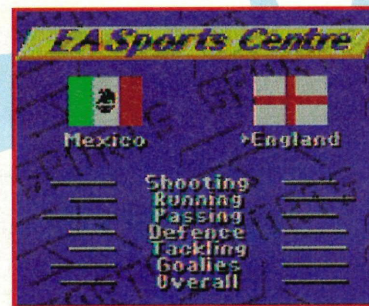 EA Sports Centre
Mexico
England
Shooting
Running
Passing
Defence
Tackling
Goalies
Overall